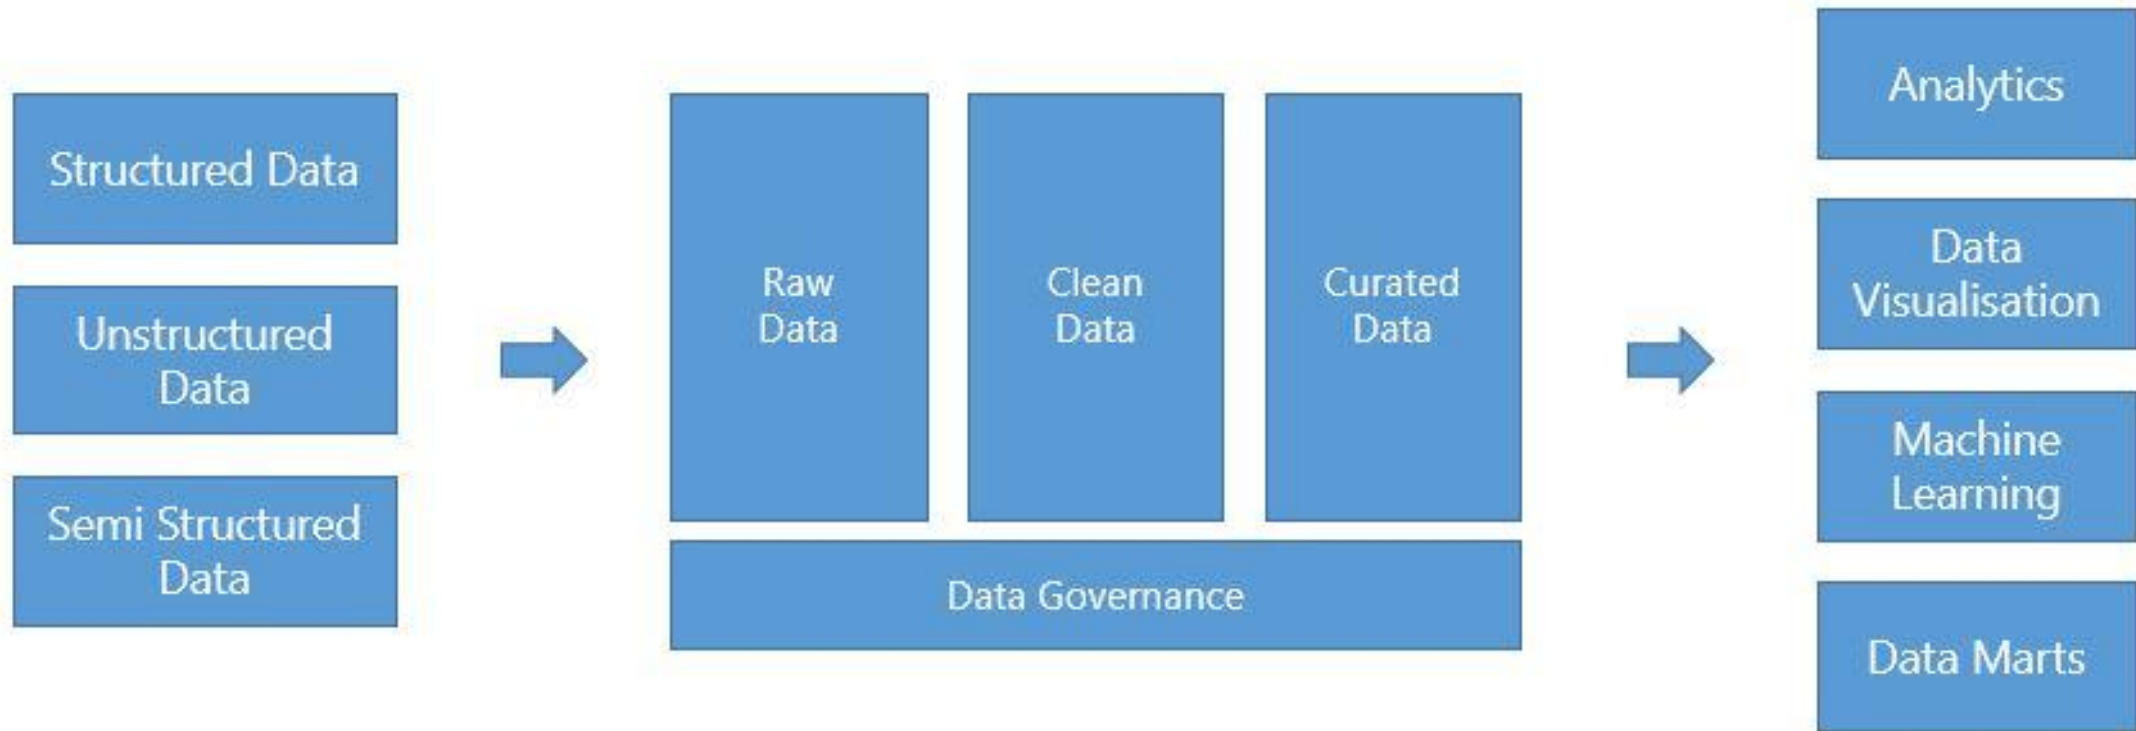 Structured Data
Unstructured
Data
Semi Structured
Data
Raw
Data
Clean
Data
Curated
Data
Data Governance
Analytics
Data
Visualisation
Machine
Learning
Data Marts